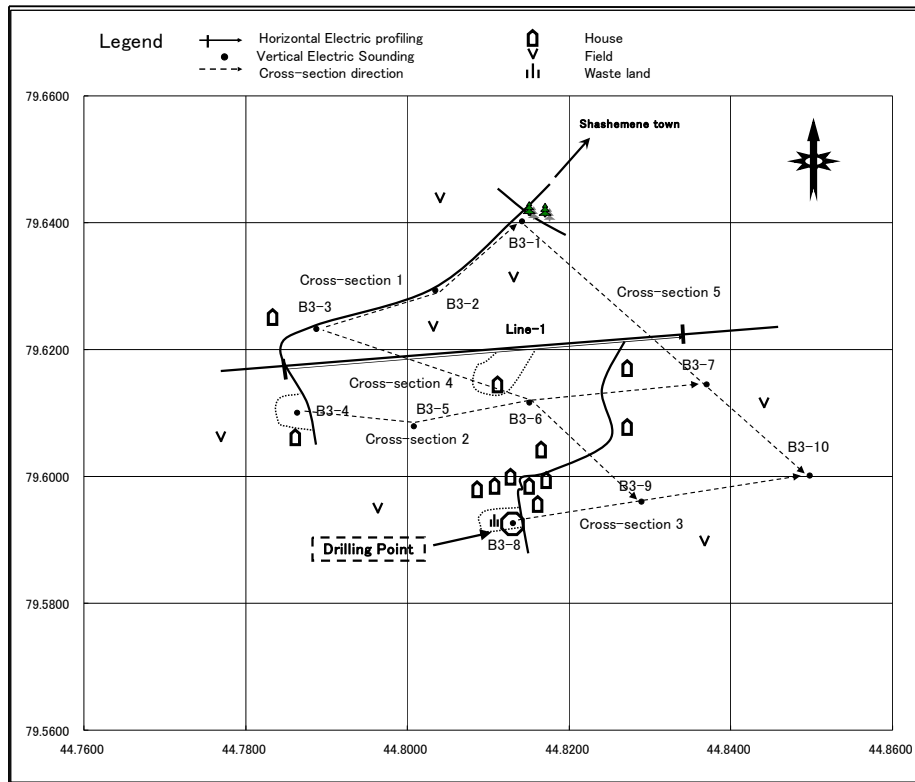 Legend
Horizontal Electric profiling
Vertical Electric Sounding
Cross-section direction
House
Field
Waste land
79.6600
Shashemene town
79.6400
B3-1
Cross-section 1
B3-2
B3-3
Cross-section 5
Line-1
79.6200
B3-7
Cross-section 4
B3-4
B3-5
B3-6
Cross-section 2
B3-10
79.6000
B3-9
Cross-section 3
B3-8
Drilling Point
79.5800
79.5600
44.7600
44.7800
44.8000
44.8200
44.8400
44.8600